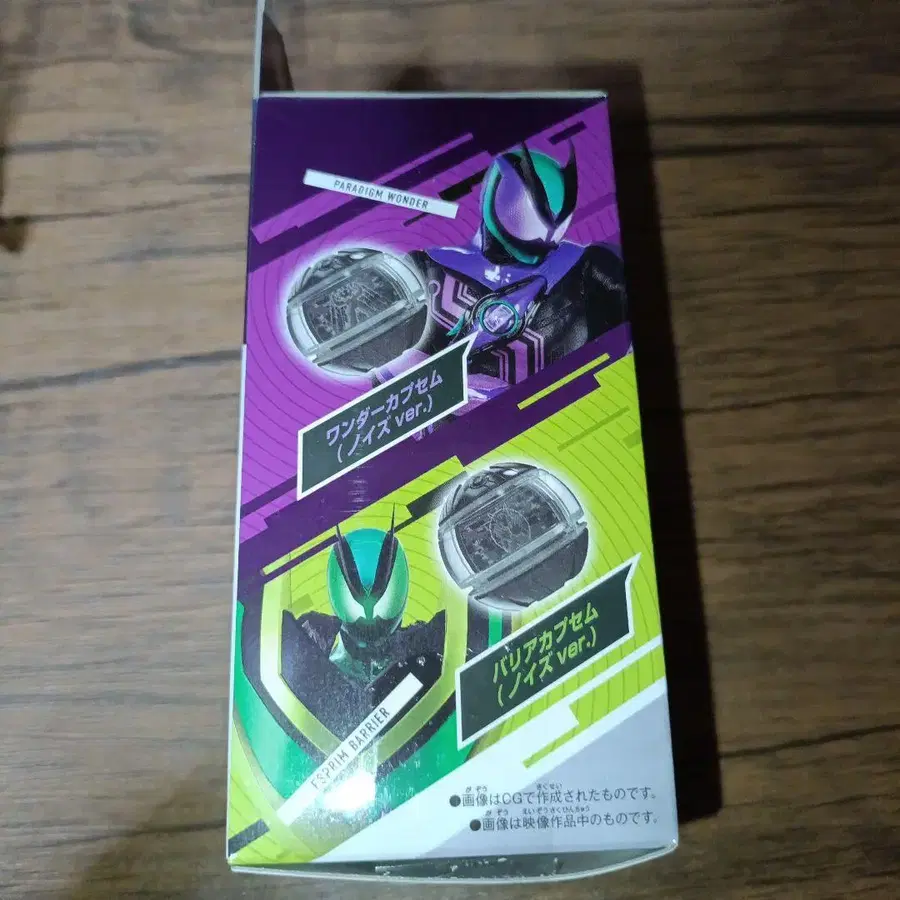 PARADIGM WONDER
ワンダーカプセム
(ノイズver.)
バリアカプセム
(ノイズver.)
ESPRIM BARRIER
●画像はCGで作成されたものです。
●画像は映像作品中のものです。